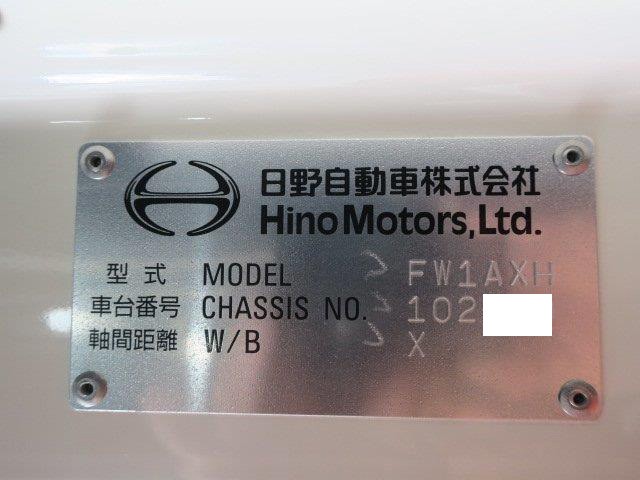 日野自動車株式会社
Hino Motors, Ltd.
型式 MODEL FW1AXH
車台番号 CHASSIS NO. 102
軸間距離 W/B X